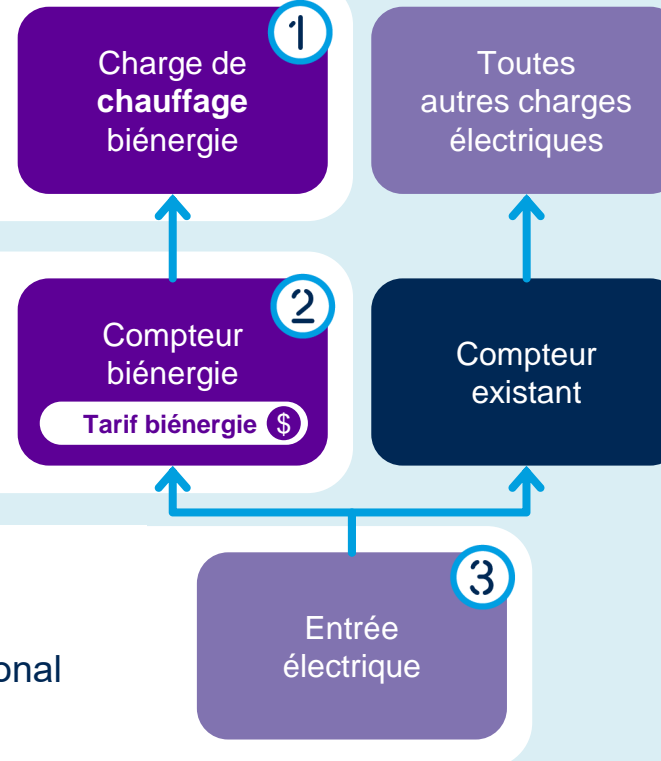 1
Charge de
chauffage
biénergie
Toutes
autres charges
électriques
2
Compteur
biénergie
Tarif biénergie $
Compteur
existant
3
Entrée
électrique
onal